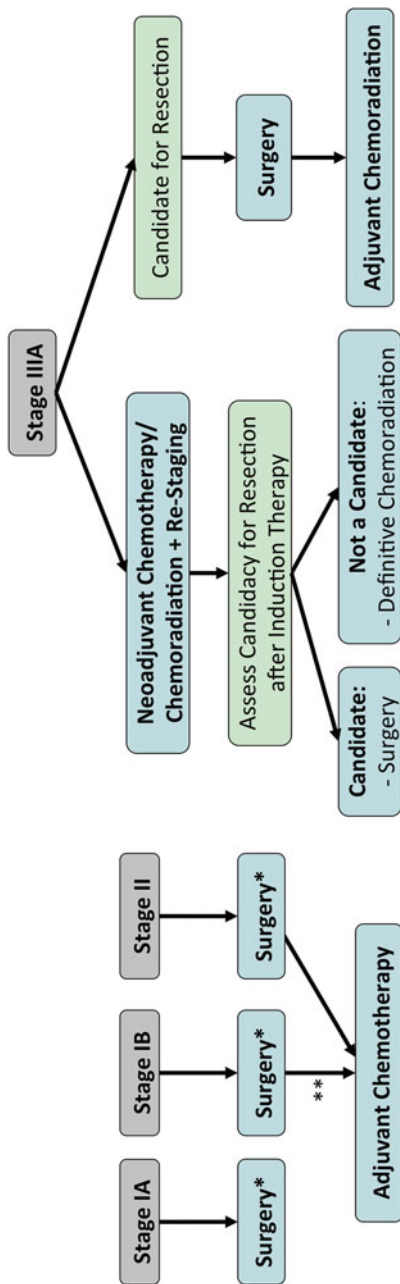 Stage IA
Stage IB
Stage II
Surgery*
Surgery*
Surgery*
**
Adjuvant Chemotherapy
Stage IIIA
Neoadjuvant Chemotherapy/
Chemoradiation + Re-Staging
Candidate for Resection
Assess Candidacy for Resection
after Induction Therapy
Surgery
Candidate:
- Surgery
Not a Candidate:
- Definitive Chemoradiation
Adjuvant Chemoradiation